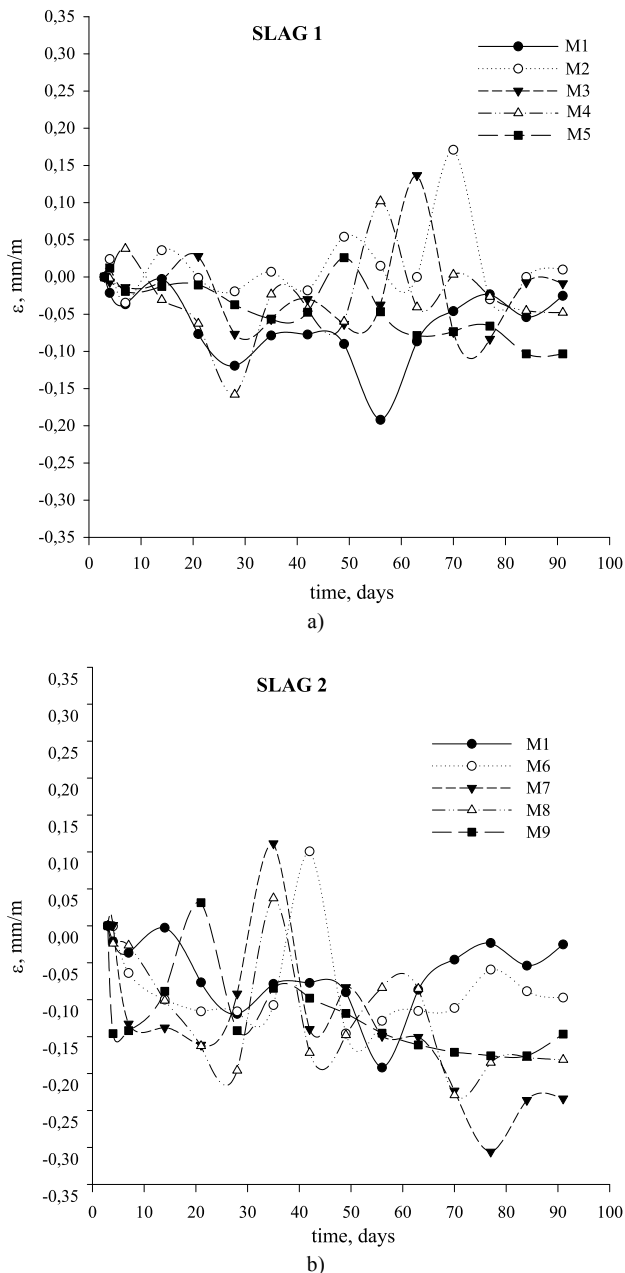 SLAG 1
0,35
0,30
0,25
0,20
0,15
0,10
0,05
0,00
-0,05
-0,10
-0,15
-0,20
-0,25
-0,30
-0,35
ε, mm/m
M1
M2
M3
M4
M5
0 10 20 30 40 50 60 70 80 90 100
time, days
a)
SLAG 2
0,35
0,30
0,25
0,20
0,15
0,10
0,05
0,00
-0,05
-0,10
-0,15
-0,20
-0,25
-0,30
-0,35
ε, mm/m
M1
M6
M7
M8
M9
0 10 20 30 40 50 60 70 80 90 100
time, days
b)